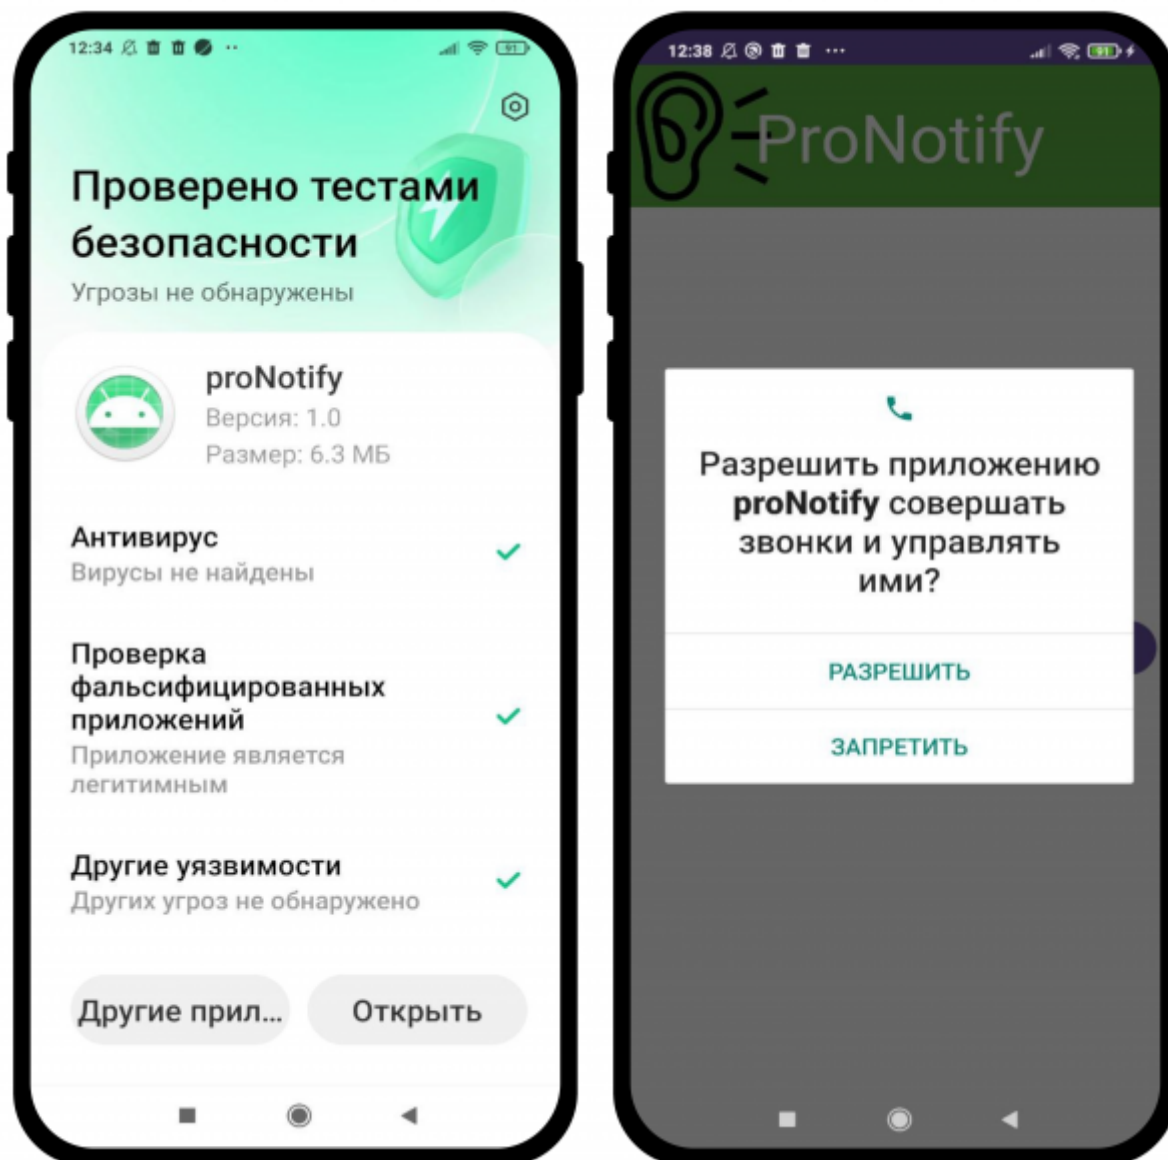 12:34
91
Проверено тестами
безопасности
Угрозы не обнаружены
proNotify
Версия: 1.0
Размер: 6.3 МБ
Антивирус
Вирусы не найдены
Проверка
фальсифицированных
приложений
Приложение является
легитимным
Другие уязвимости
Других угроз не обнаружено
Другие прил...
Открыть
12:38
91
ProNotify
Разрешить приложению
proNotify совершать
звонки и управлять
ими?
РАЗРЕШИТЬ
ЗАПРЕТИТЬ